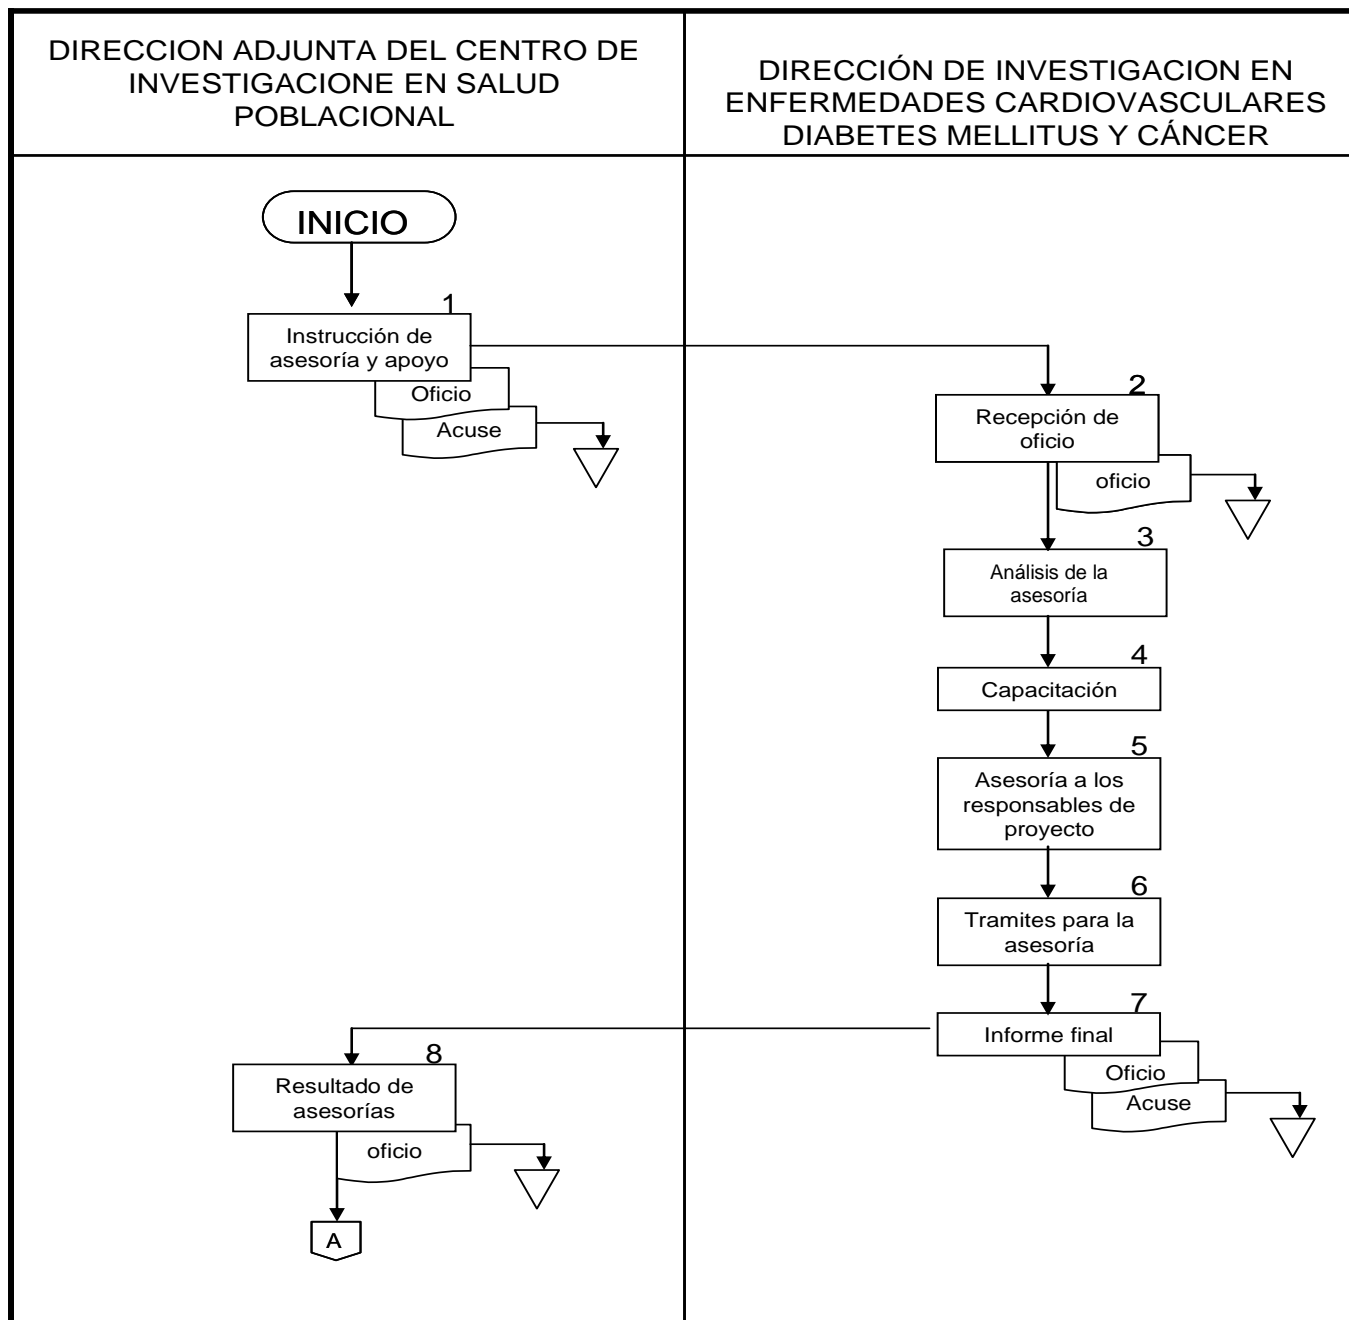 DIRECCION ADJUNTA DEL CENTRO DE
INVESTIGACIONE EN SALUD
POBLACIONAL
DIRECCIÓN DE INVESTIGACION EN
ENFERMEDADES CARDIOVASCULARES
DIABETES MELLITUS Y CÁNCER
INICIO
1
Instrucción de
asesoría y apoyo
Oficio
Acuse
2
Recepción de
oficio
oficio
3
Análisis de la
asesoría
4
Capacitación
5
Asesoría a los
responsables de
proyecto
6
Tramites para la
asesoría
7
Informe final
Oficio
Acuse
8
Resultado de
asesorías
oficio
A